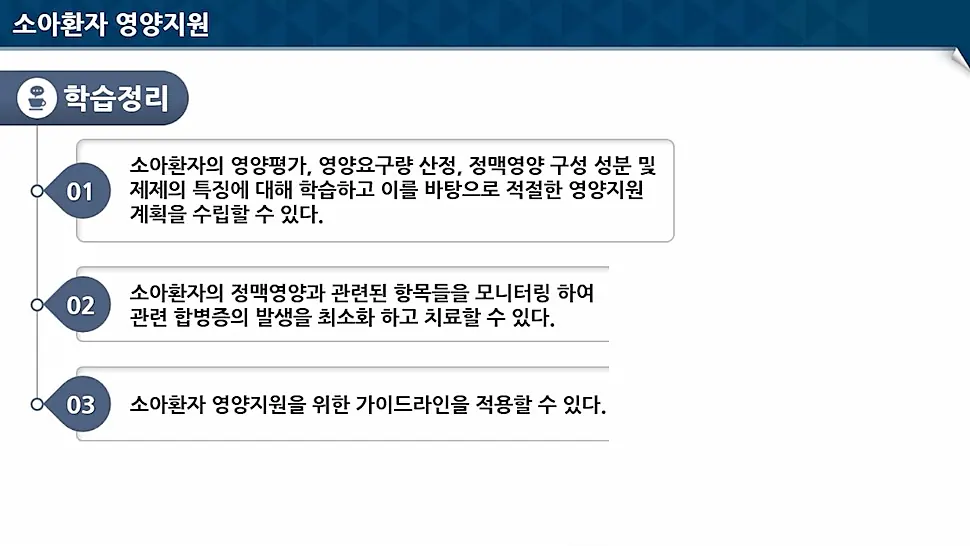 소아환자 영양지원
학습정리
01
소아환자의 영양평가, 영양요구량 산정, 정맥영양 구성 성분 및
제제의 특징에 대해 학습하고 이를 바탕으로 적절한 영양지원
계획을 수립할 수 있다.
02
소아환자의 정맥영양과 관련된 항목들을 모니터링 하여
관련 합병증의 발생을 최소화 하고 치료할 수 있다.
03
소아환자 영양지원을 위한 가이드라인을 적용할 수 있다.